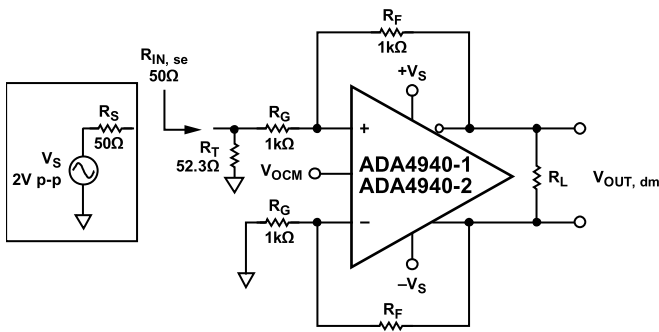 RF
1kΩ
RIN, se
50Ω
+VS
RS
50Ω
RG
1kΩ
+
VS
2V p-p
RT
52.3Ω
VOCM
ADA4940-1
ADA4940-2
RL
VOUT, dm
RG
1kΩ
–
–VS
RF